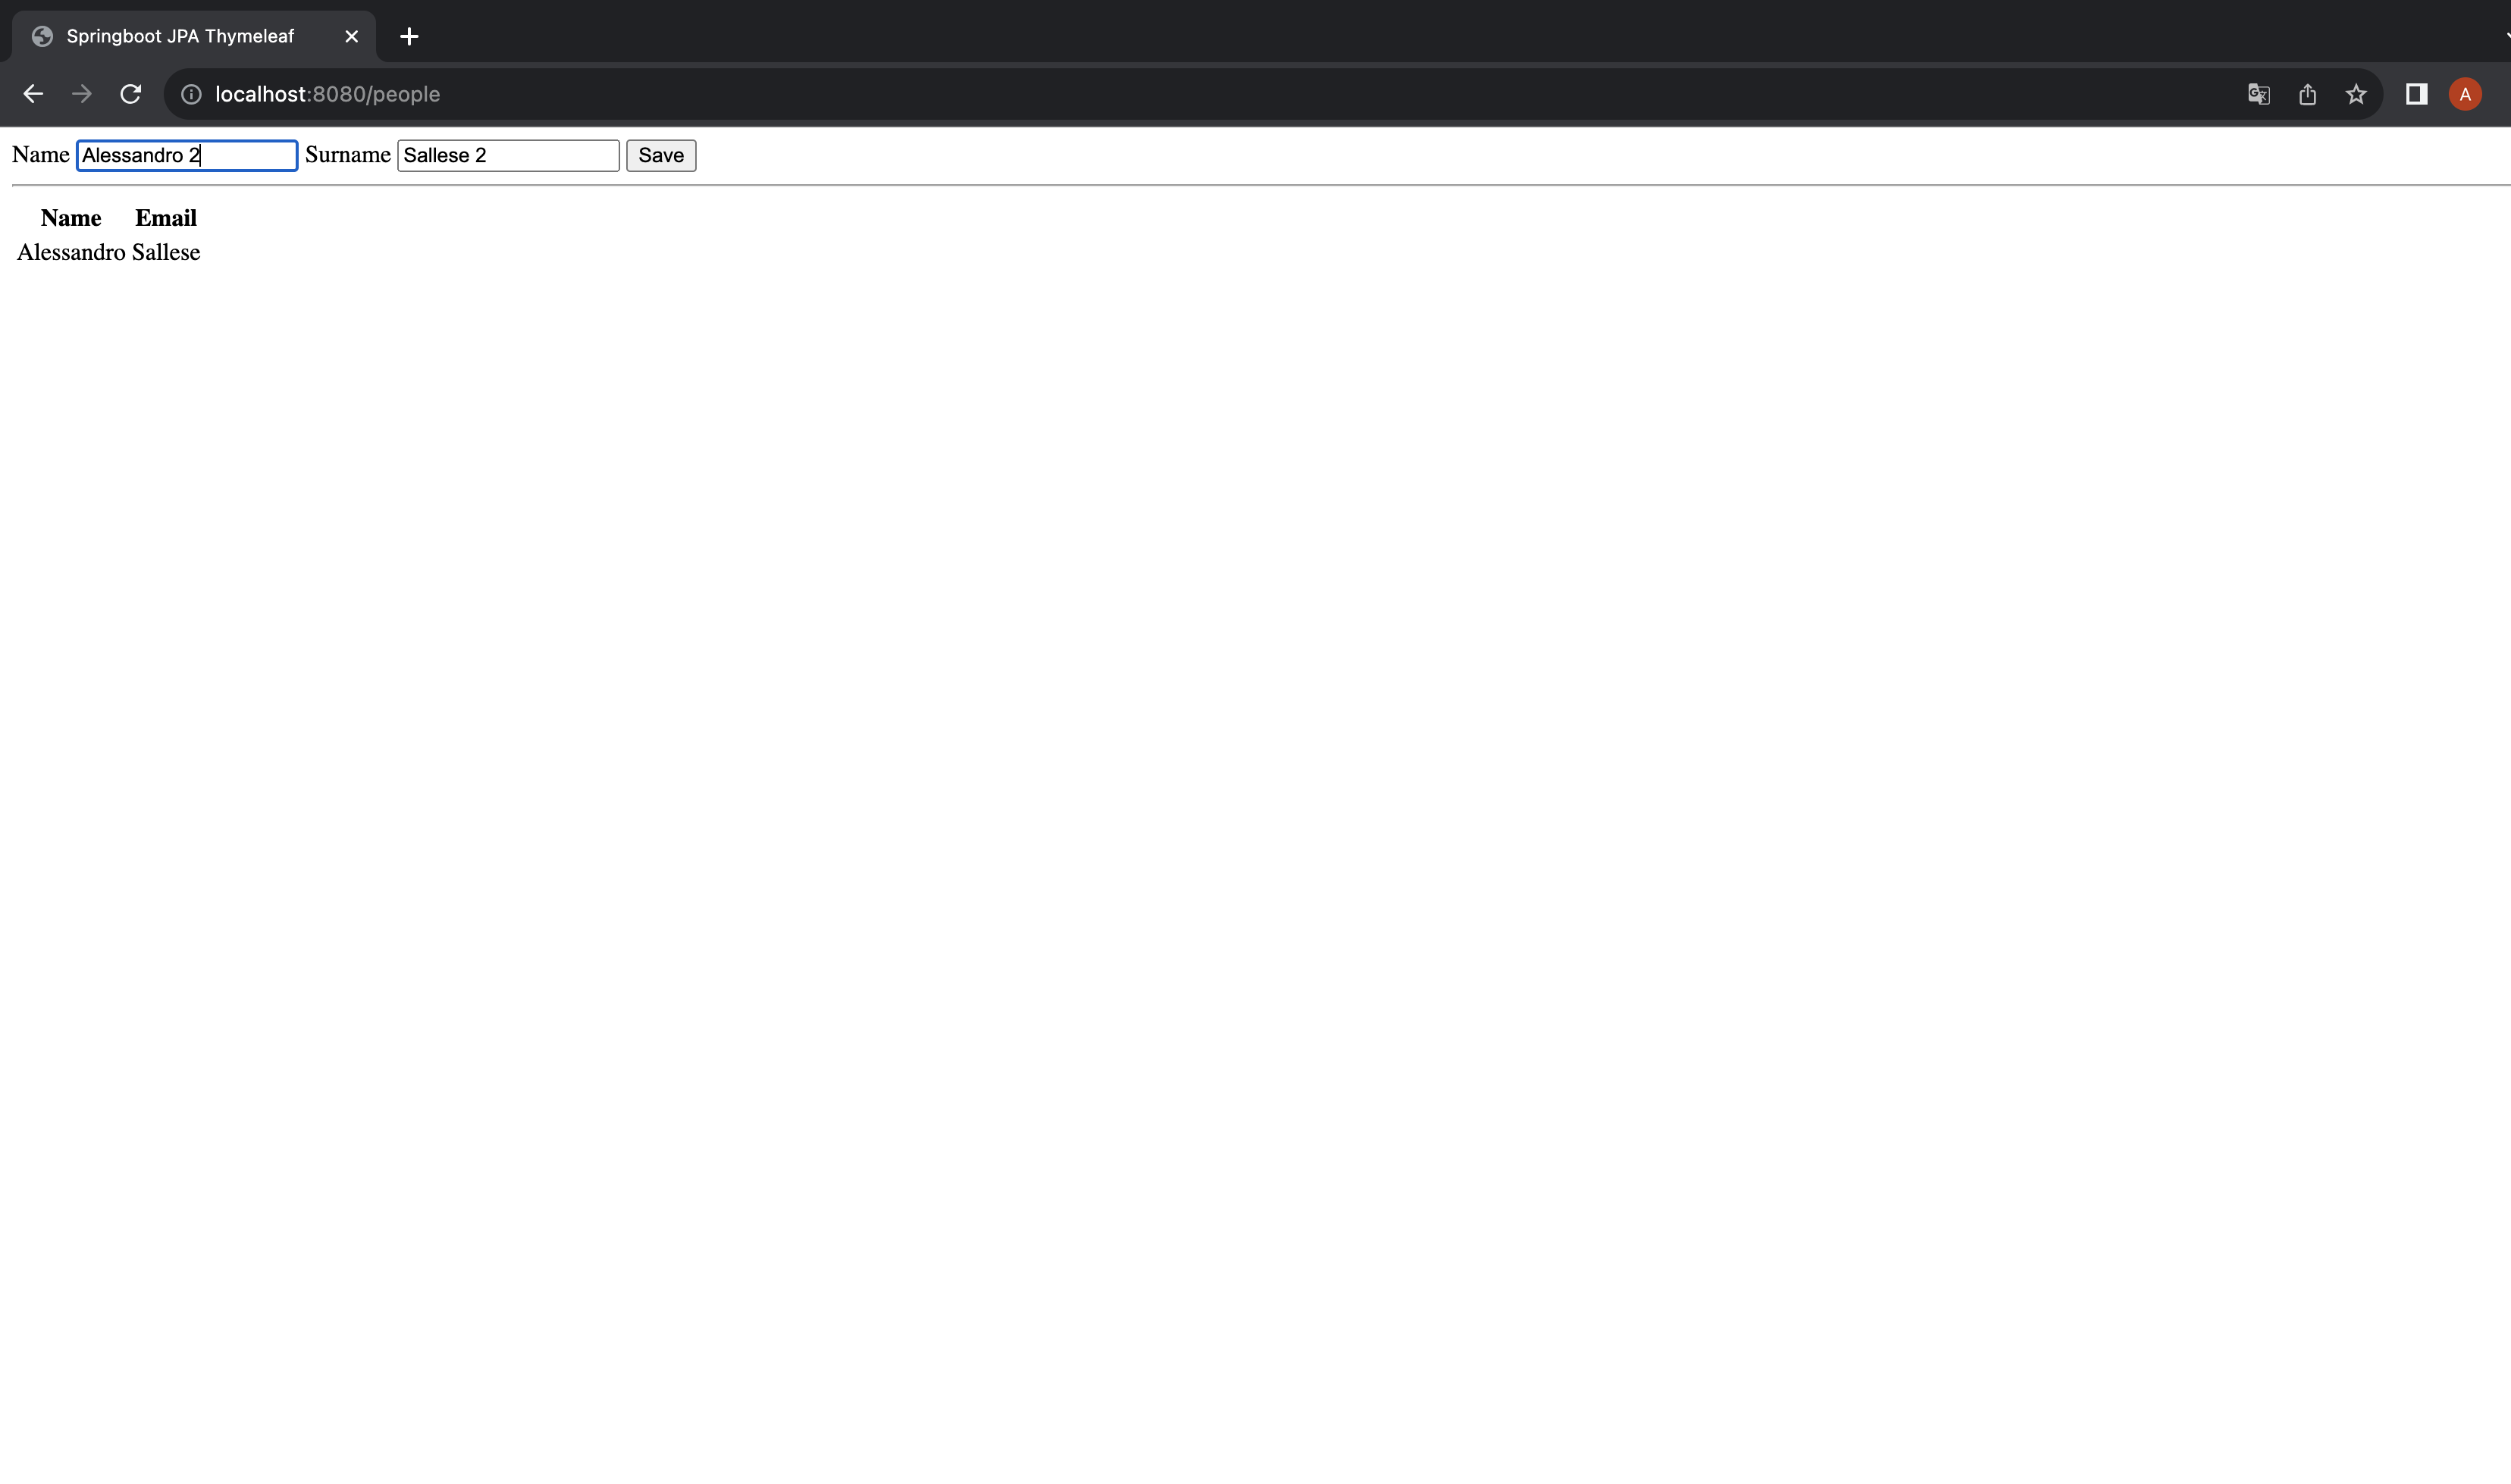 Springboot JPA Thymeleaf
localhost:8080/people
A
Name Alessandro 2 Surname Sallese 2 Save
Name Email
Alessandro Sallese